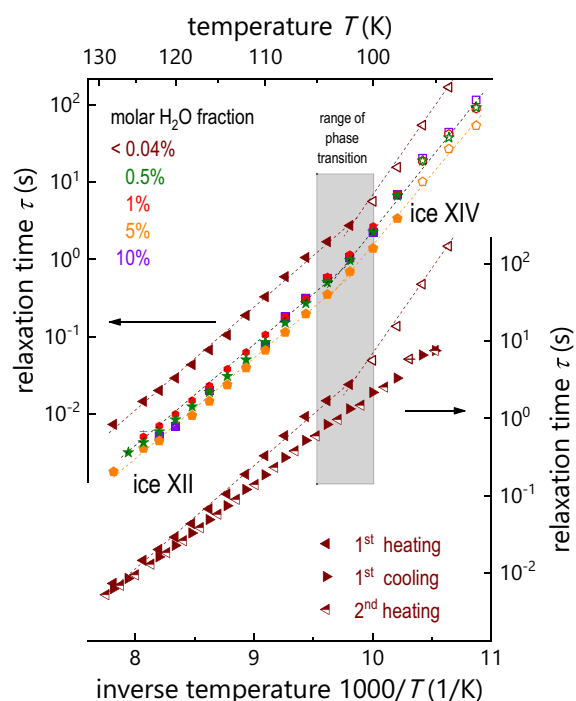 temperature T (K)
130 120 110 100
molar H₂O fraction
< 0.04%
0.5%
1%
5%
10%
range of
phase
transition
10²
10¹
10⁰
10⁻¹
10⁻²
relaxation time τ (s)
ice XIV
ice XII
10²
10¹
10⁰
10⁻¹
10⁻²
relaxation time τ (s)
1st heating
1st cooling
2nd heating
8 9 10 11
inverse temperature 1000/T (1/K)